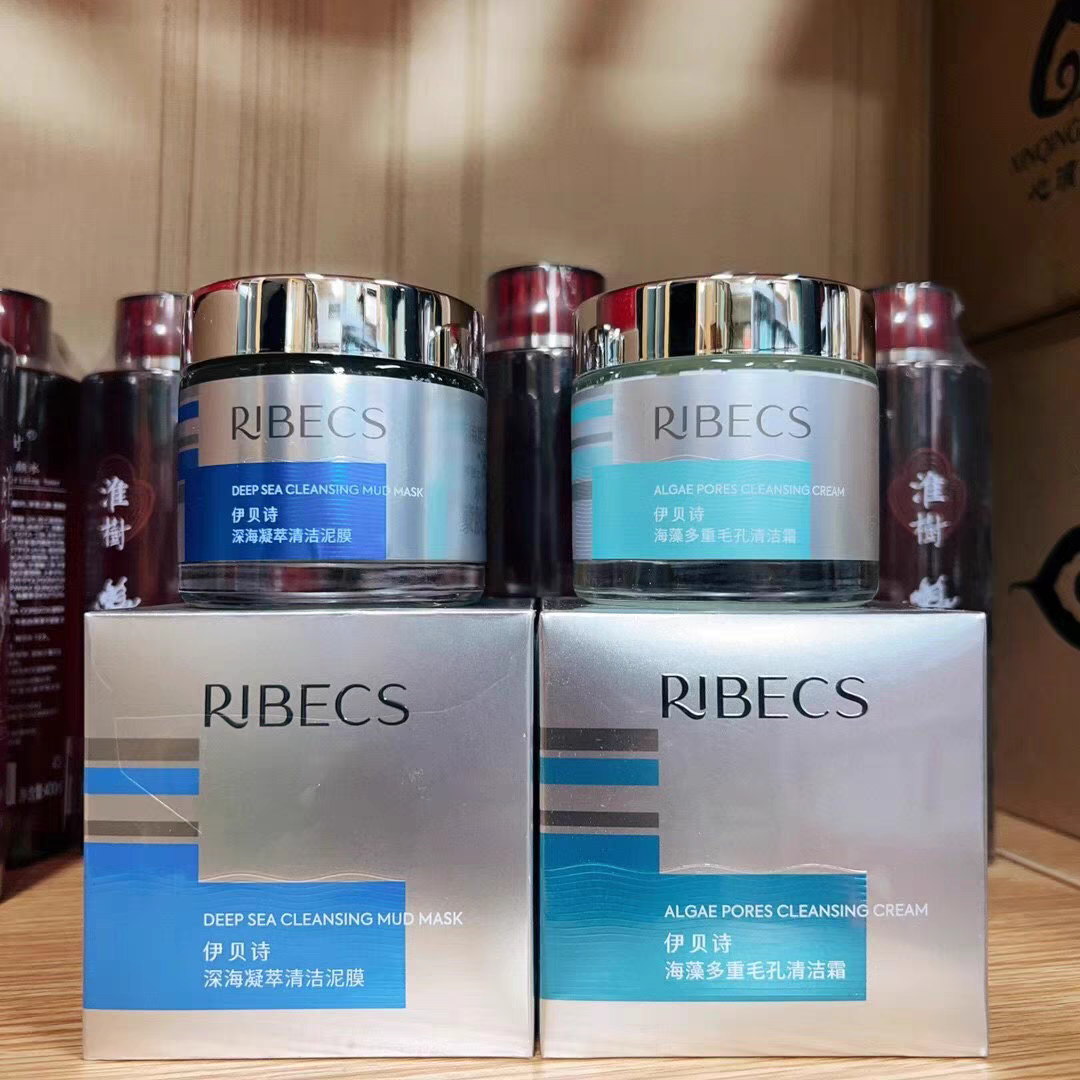 XINQING
RIBECS
DEEP SEA CLEANSING MUD MASK
伊贝诗
深海凝萃清洁泥膜
RIBECS
ALGAE PORES CLEANSING CREAM
伊贝诗
海藻多重毛孔清洁霜
淮樹
淮樹
RIBECS
DEEP SEA CLEANSING MUD MASK
伊贝诗
深海凝萃清洁泥膜
RIBECS
ALGAE PORES CLEANSING CREAM
伊贝诗
海藻多重毛孔清洁霜